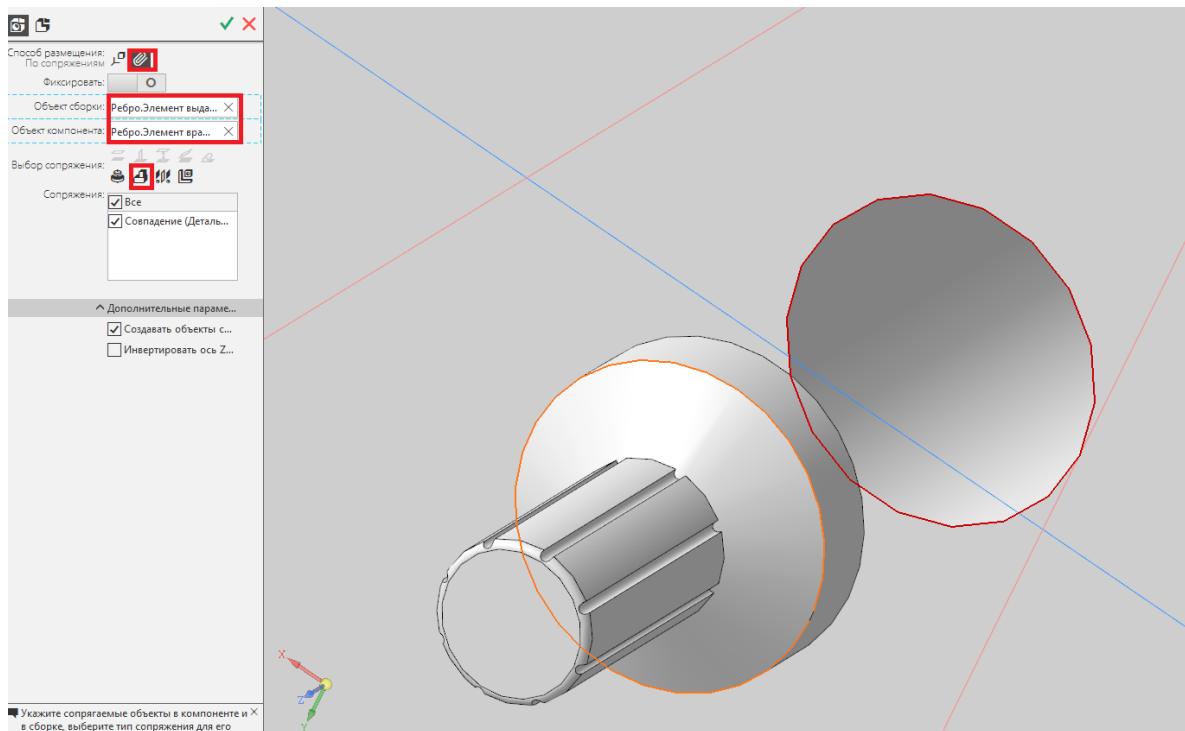 Способ размещения:
По сопряжениям
Фиксировать:
Объект сборки: Ребро.Элемент выда...
Объект компонента: Ребро.Элемент вра...
Выбор сопряжения:
Сопряжения: Все
Совпадение (Деталь...
Дополнительные параме...
Создавать объекты с...
Инвертировать ось Z...
X
Z
Y
Укажите сопрягаемые объекты в компоненте и
в сборке, выберите тип сопряжения для его